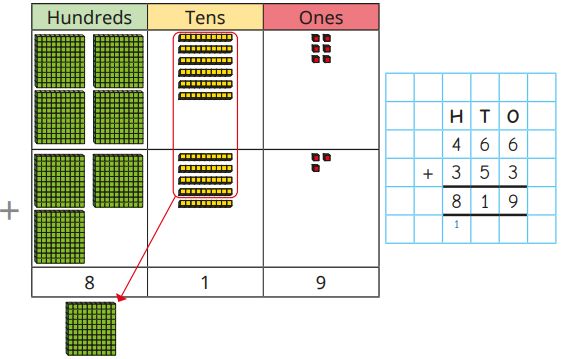 Hundreds Tens Ones
+
8 1 9
H T O
4 6 6
+ 3 5 3
8 1 9
1